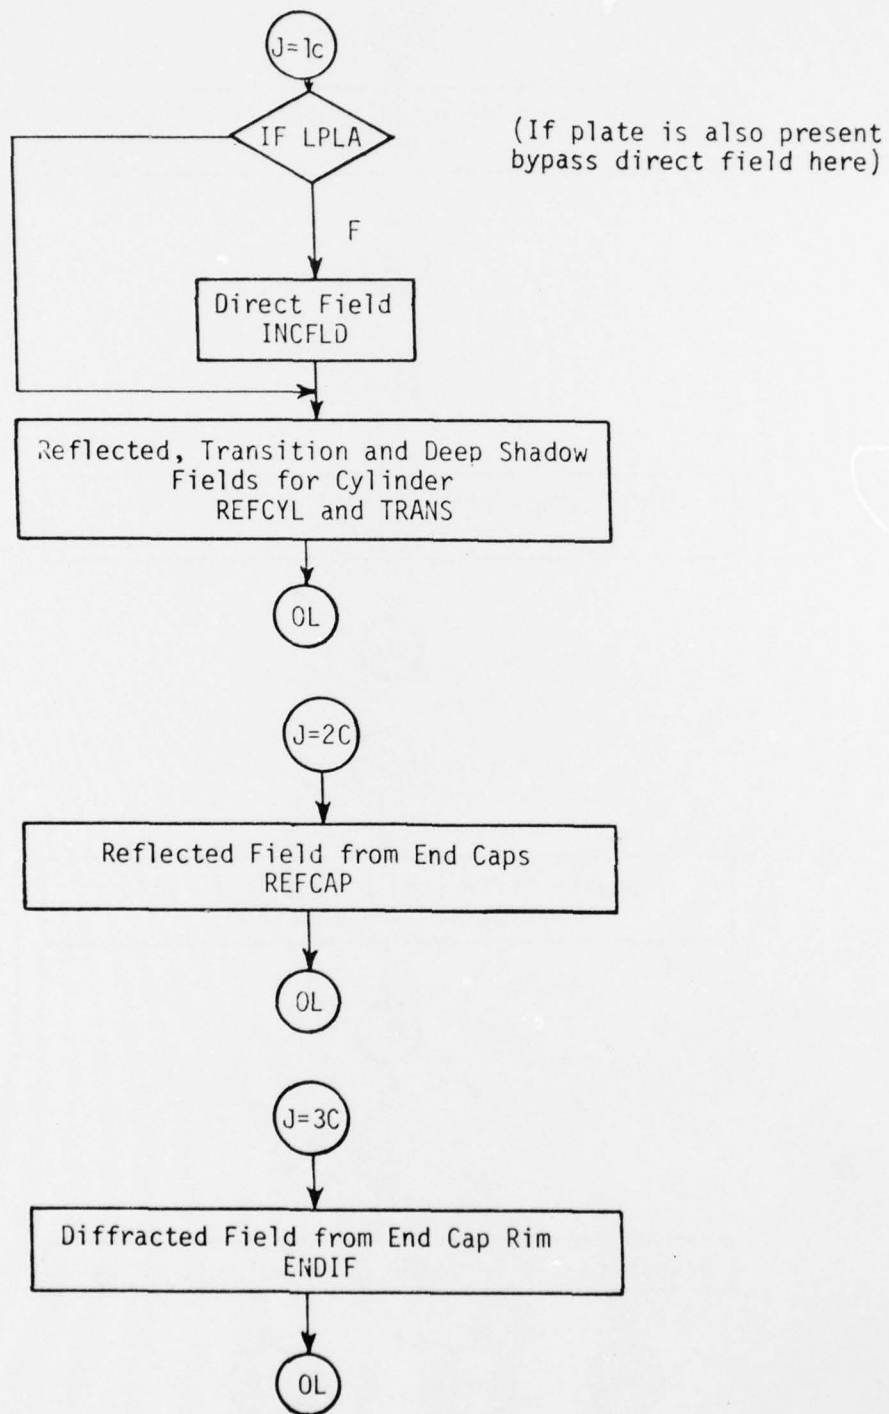 J=1c
IF LPLA
(If plate is also present
bypass direct field here)
F
Direct Field
INCFLD
Reflected, Transition and Deep Shadow
Fields for Cylinder
REFCYL and TRANS
OL
J=2C
Reflected Field from End Caps
REFCAP
OL
J=3C
Diffracted Field from End Cap Rim
ENDIF
OL